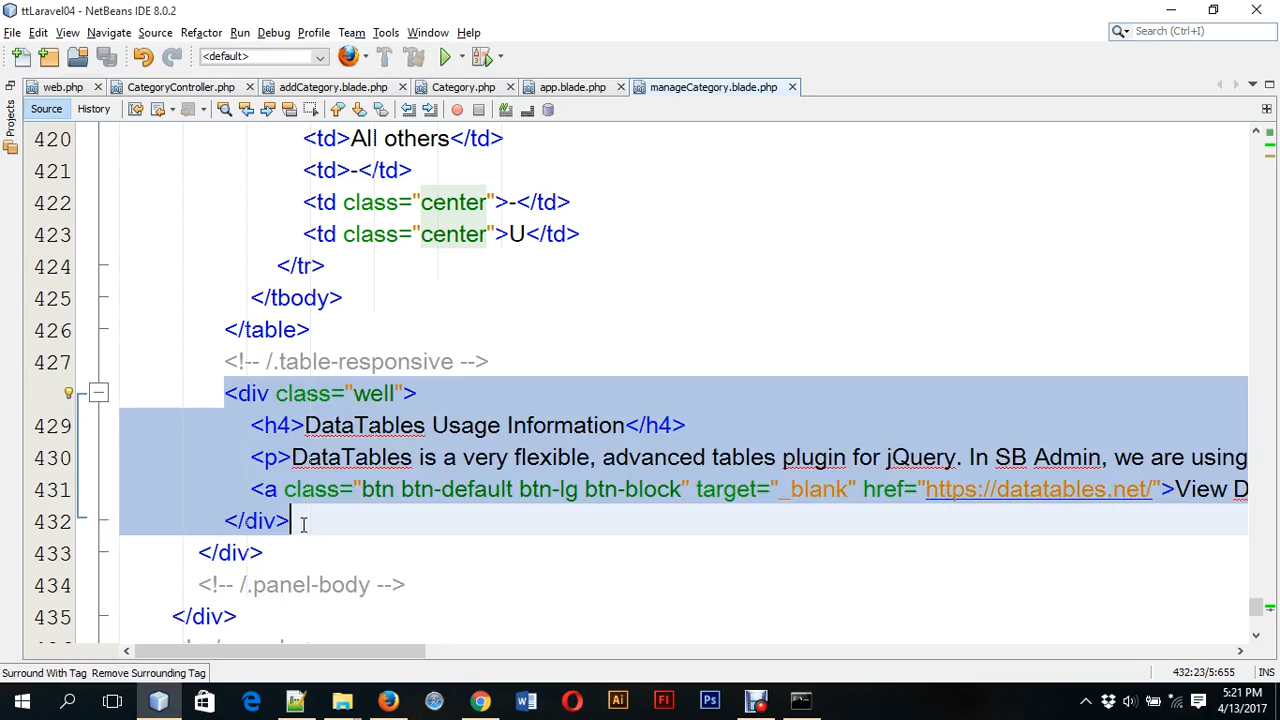 ttLaravel04 - NetBeans IDE 8.0.2
File Edit View Navigate Source Refactor Run Debug Profile Team Tools Window Help
Search (Ctrl+I)
<default>
web.php CategoryController.php addCategory.blade.php Category.php app.blade.php manageCategory.blade.php
Source History
Projects
420 <td>All others</td>
421 <td>-</td>
422 <td class="center">-</td>
423 <td class="center">U</td>
424 </tr>
425 </tbody>
426 </table>
427 <!-- /.table-responsive -->
<div class="well">
429 <h4>DataTables Usage Information</h4>
430 <p>DataTables is a very flexible, advanced tables plugin for jQuery. In SB Admin, we are using
431 <a class="btn btn-default btn-lg btn-block" target="_blank" href="https://datatables.net/">View D
432 </div>
433 </div>
434 <!-- /.panel-body -->
435 </div>
Surround With Tag Remove Surrounding Tag
432:23/5:655 INS
5:21 PM
4/13/2017